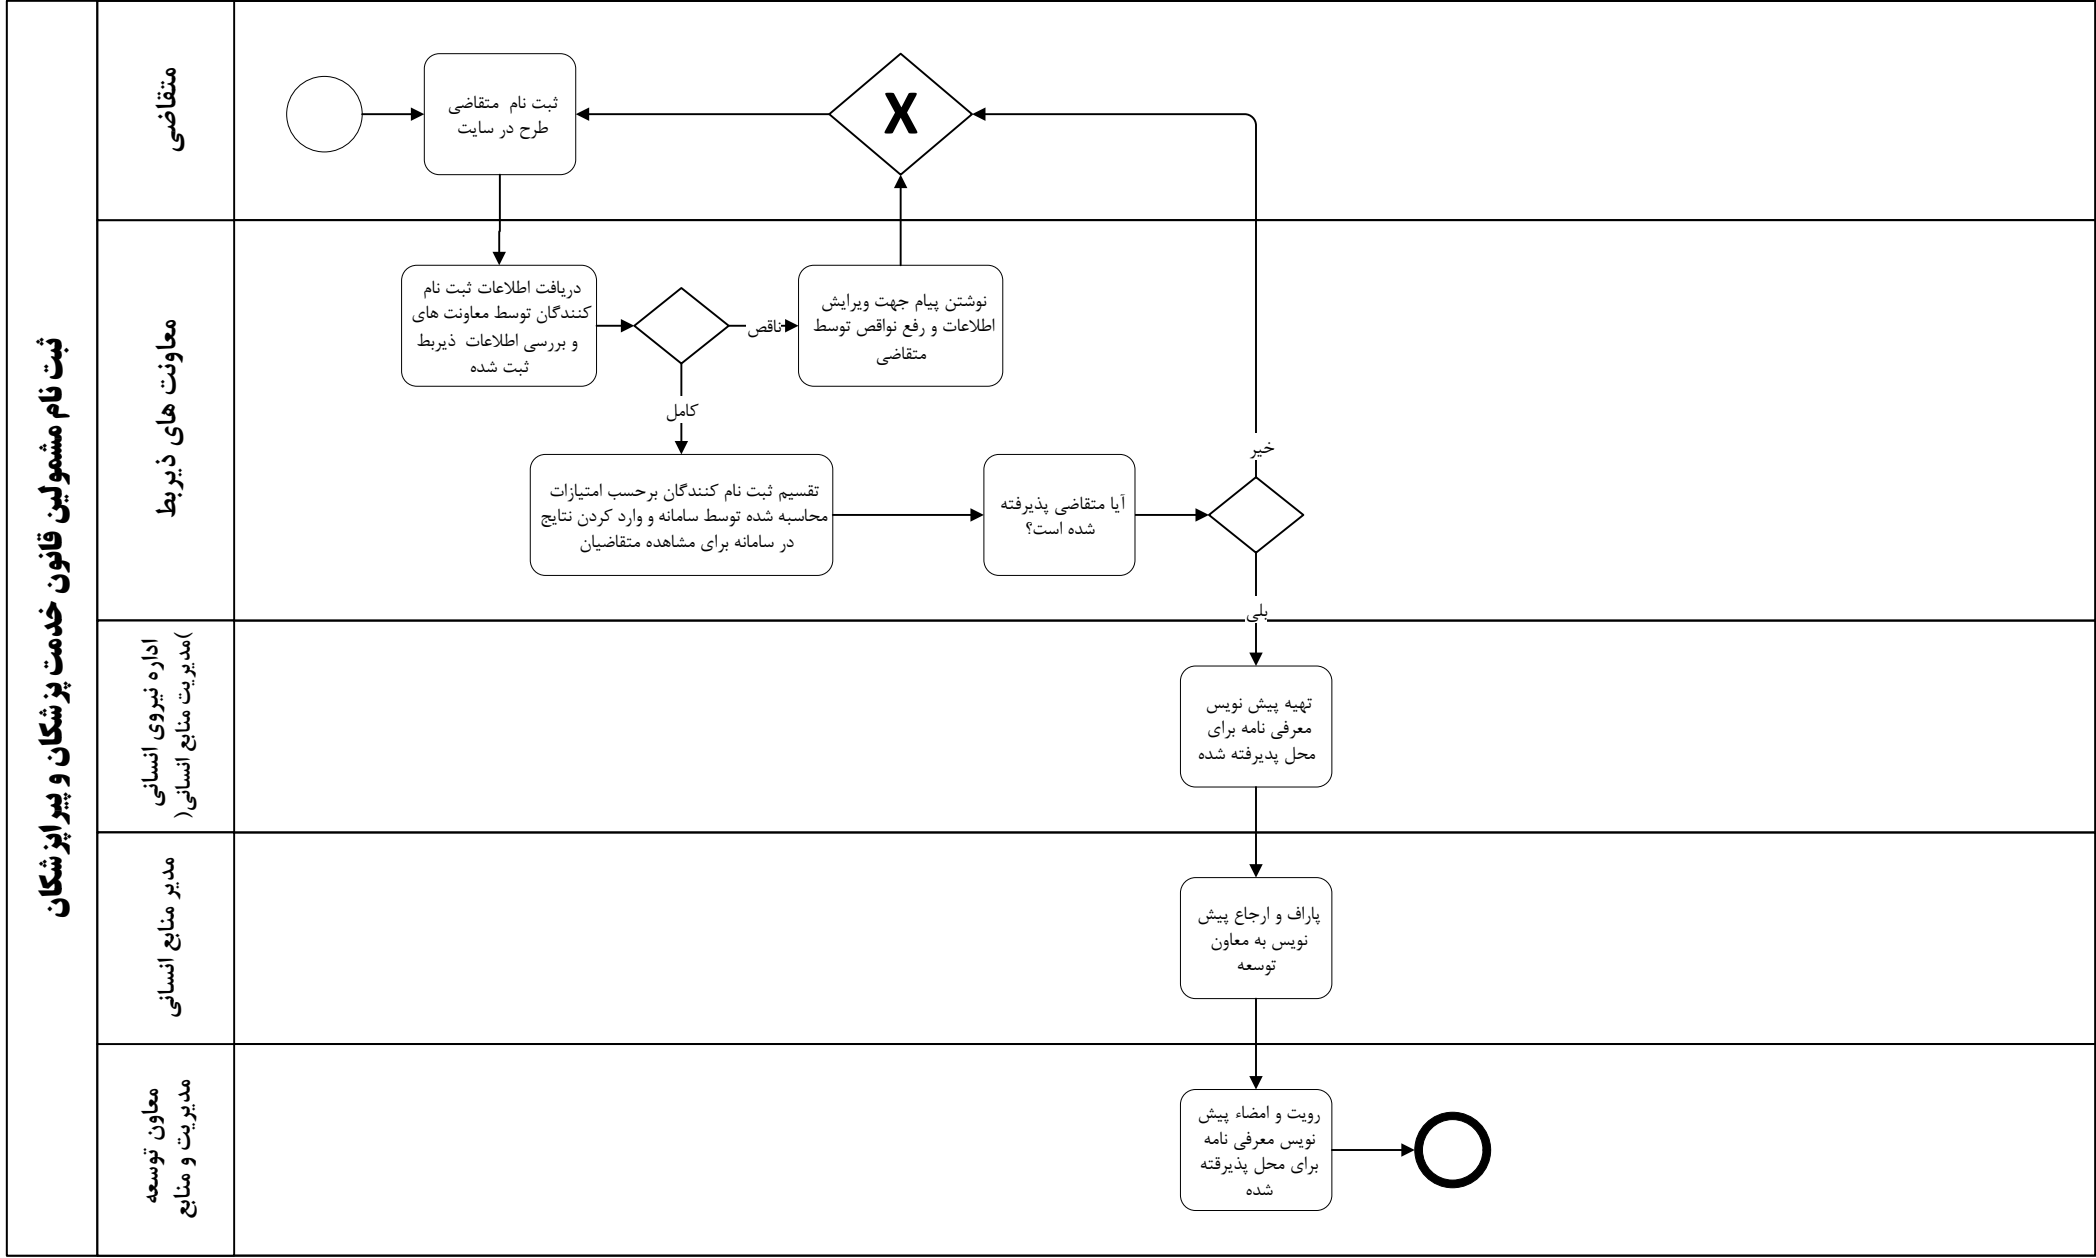 ثبت نام مشمولین قانون خدمت پزشکان و پیراپزشکان
متقاضی
ثبت نام متقاضی
طرح در سایت
X
معاونت های ذیربط
دریافت اطلاعات ثبت نام
کنندگان توسط معاونت های
و بررسی اطلاعات ذیربط
ثبت شده
ناقص
نوشتن پیام جهت ویرایش
اطلاعات و رفع نواقص توسط
متقاضی
کامل
تقسیم ثبت نام کنندگان برحسب امتیازات
محاسبه شده توسط سامانه و وارد کردن نتایج
در سامانه برای مشاهده متقاضیان
آیا متقاضی پذیرفته
شده است؟
خیر
بلی
اداره نیروی انسانی
)مدیریت منابع انسانی(
تهیه پیش نویس
معرفی نامه برای
محل پدیرفته شده
مدیر منابع انسانی
پاراف و ارجاع پیش
نویس به معاون
توسعه
معاون توسعه
مدیریت و منابع
رویت و امضاء پیش
نویس معرفی نامه
برای محل پذیرقته
شده